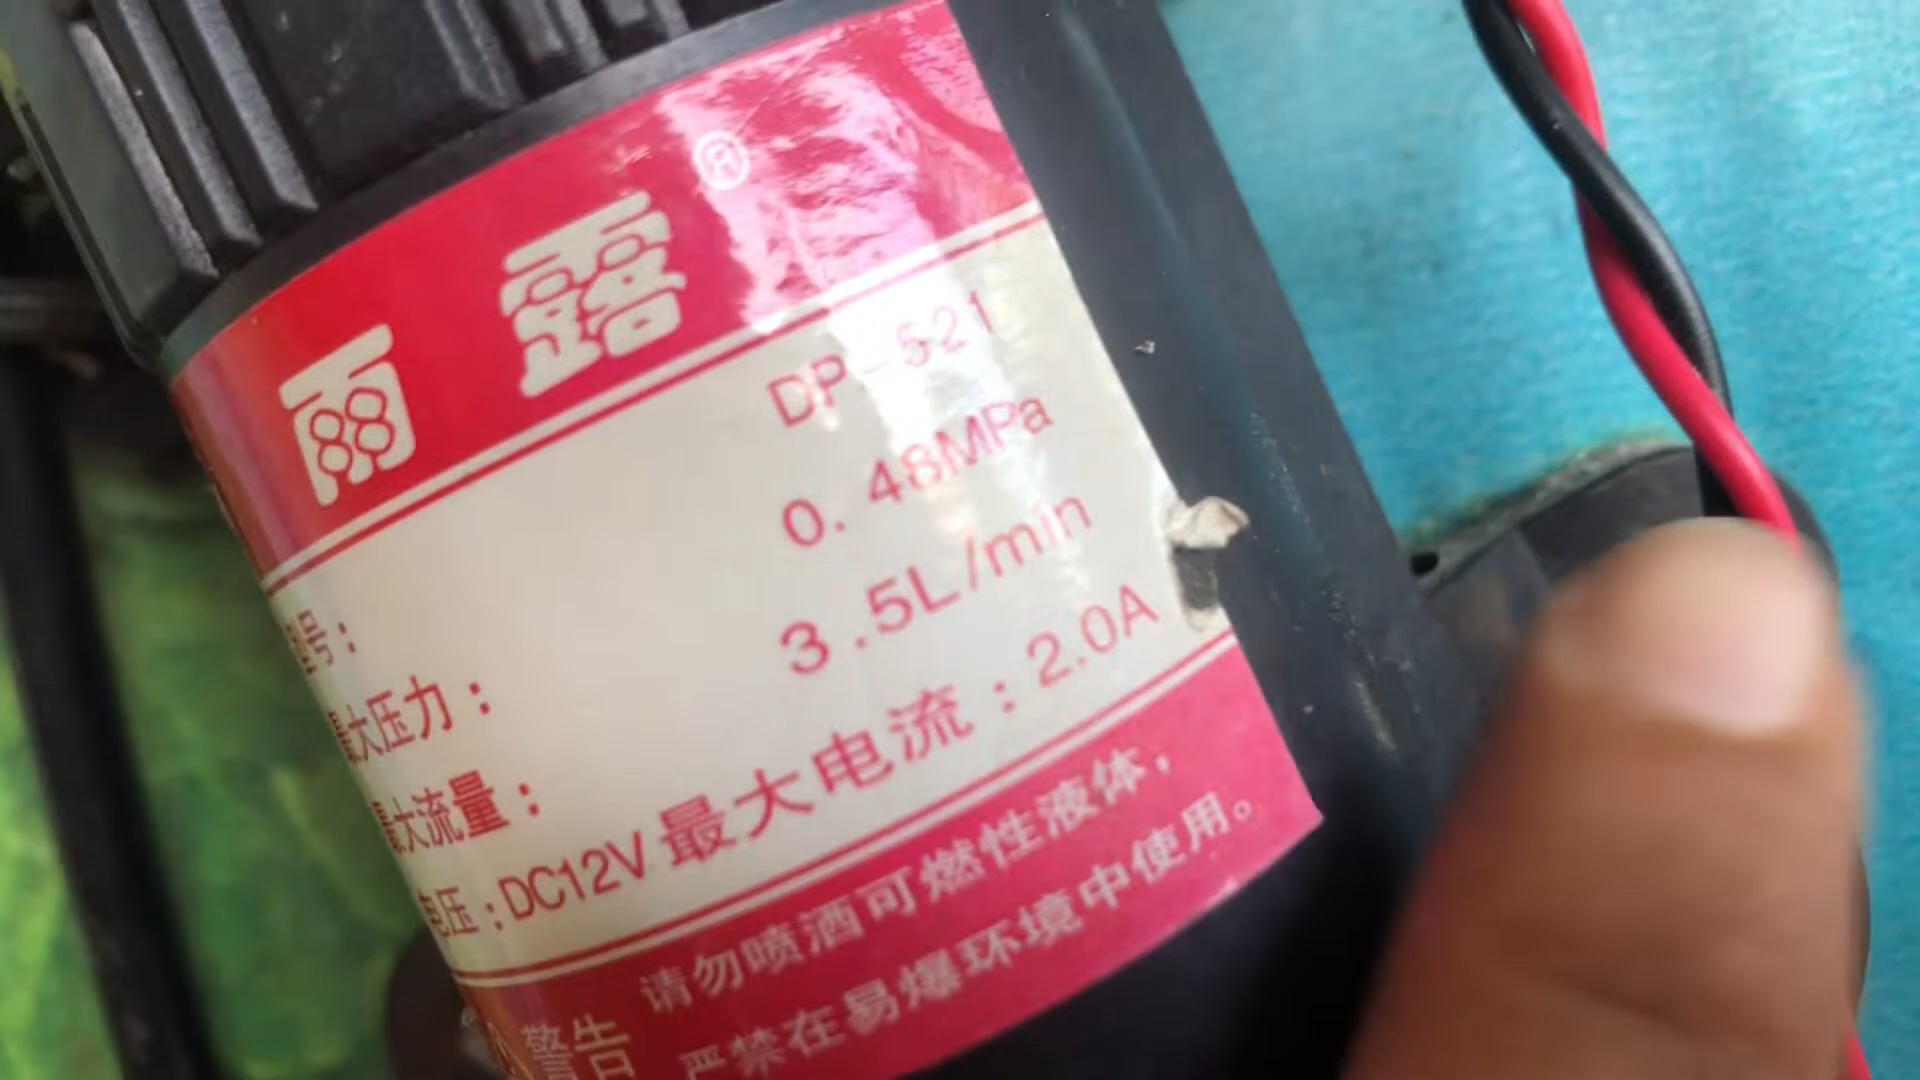 雨露®
型号： DP-521
最大压力： 0.48MPa
最大流量： 3.5L/min
电压：DC12V 最大电流：2.0A
警告
请勿喷洒可燃性液体，
严禁在易爆环境中使用。